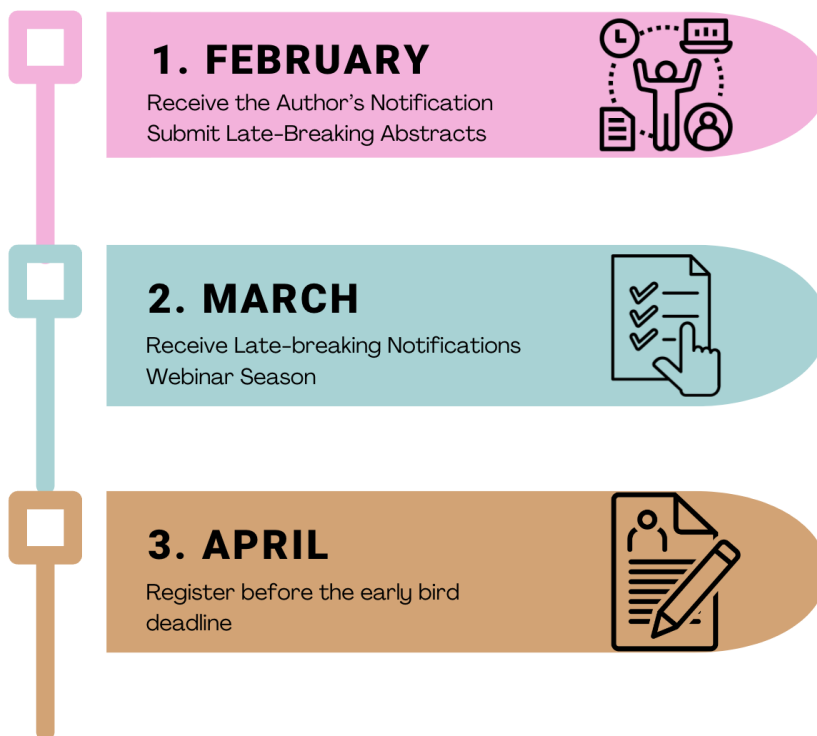 1. FEBRUARY
Receive the Author's Notification
Submit Late-Breaking Abstracts
2. MARCH
Receive Late-breaking Notifications
Webinar Season
3. APRIL
Register before the early bird
deadline